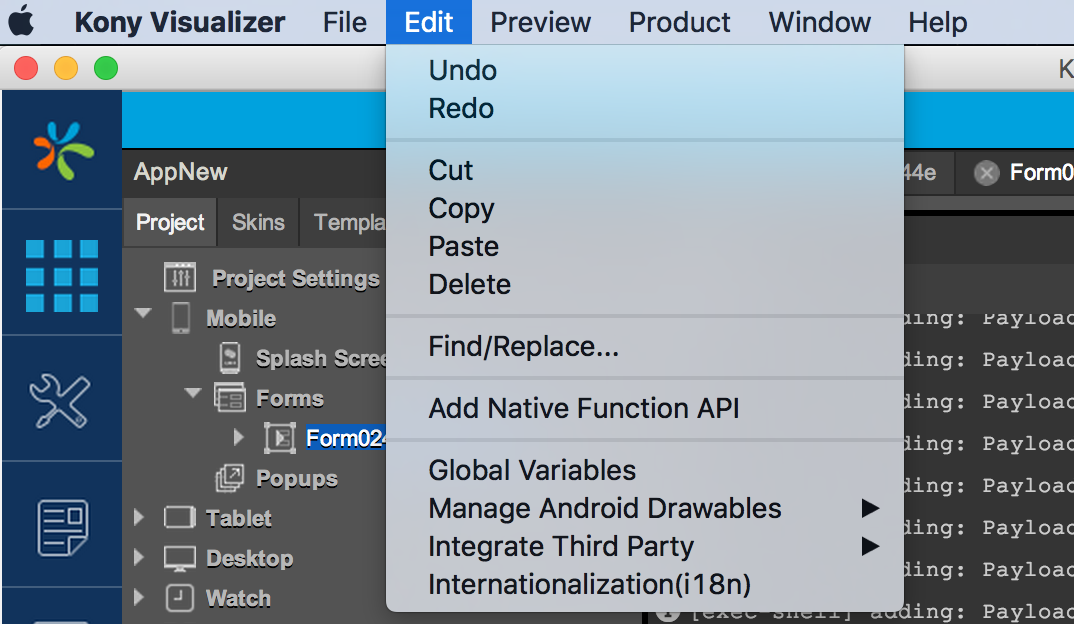 Kony Visualizer File Edit Preview Product Window Help
K
Undo
Redo
Cut
Copy
Paste
Delete
Find/Replace...
Add Native Function API
Global Variables
Manage Android Drawables
Integrate Third Party
Internationalization(i18n)
AppNew
Project Skins Templa
Project Settings
Mobile
Splash Scree
Forms
Form024
Popups
Tablet
Desktop
Watch
44e Form0
ding: Payloac
ding: Payloac
ding: Payloac
ding: Payloac
ding: Payloac
ding: Payloac
ding: Payloac
[exec-shell] adding: Payloac